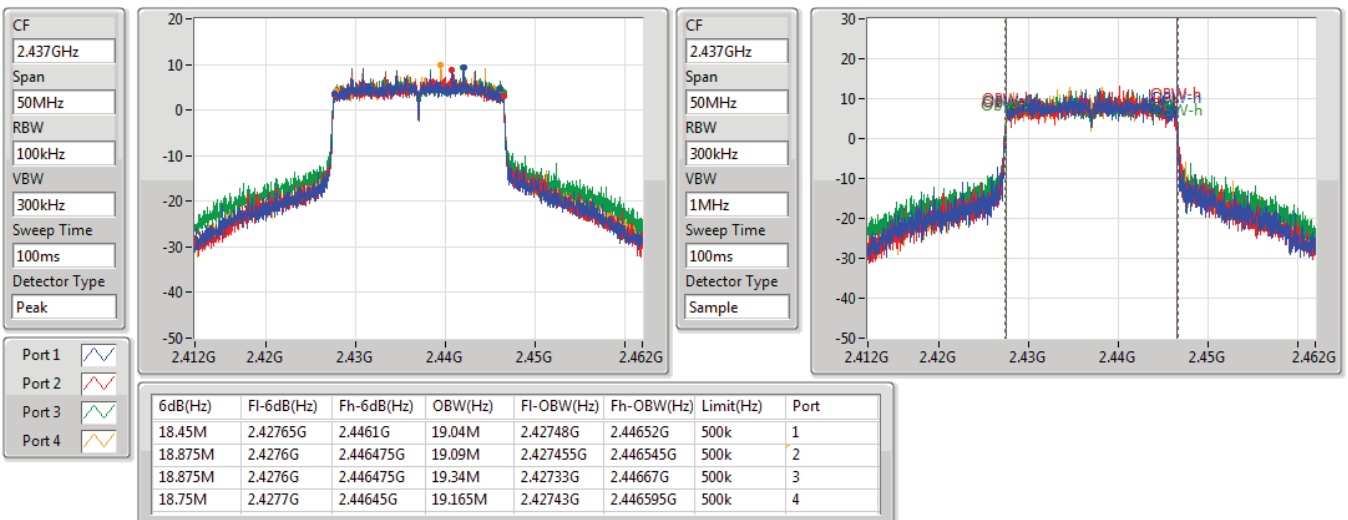 CF
2.437GHz
Span
50MHz
RBW
100kHz
VBW
300kHz
Sweep Time
100ms
Detector Type
Peak
20
10
0
-10
-20
-30
-40
-50
2.412G 2.42G 2.43G 2.44G 2.45G 2.462G
CF
2.437GHz
Span
50MHz
RBW
300kHz
VBW
1MHz
Sweep Time
100ms
Detector Type
Sample
30
20
10
0
-10
-20
-30
-40
-50
OBW-h
2.412G 2.42G 2.43G 2.44G 2.45G 2.462G
Port 1
Port 2
Port 3
Port 4
6dB(Hz) Fl-6dB(Hz) Fh-6dB(Hz) OBW(Hz) Fl-OBW(Hz) Fh-OBW(Hz) Limit(Hz) Port
18.45M 2.42765G 2.4461G 19.04M 2.42748G 2.44652G 500k 1
18.875M 2.4276G 2.446475G 19.09M 2.427455G 2.446545G 500k 2
18.875M 2.4276G 2.446475G 19.34M 2.42733G 2.44667G 500k 3
18.75M 2.4277G 2.44645G 19.165M 2.42743G 2.446595G 500k 4